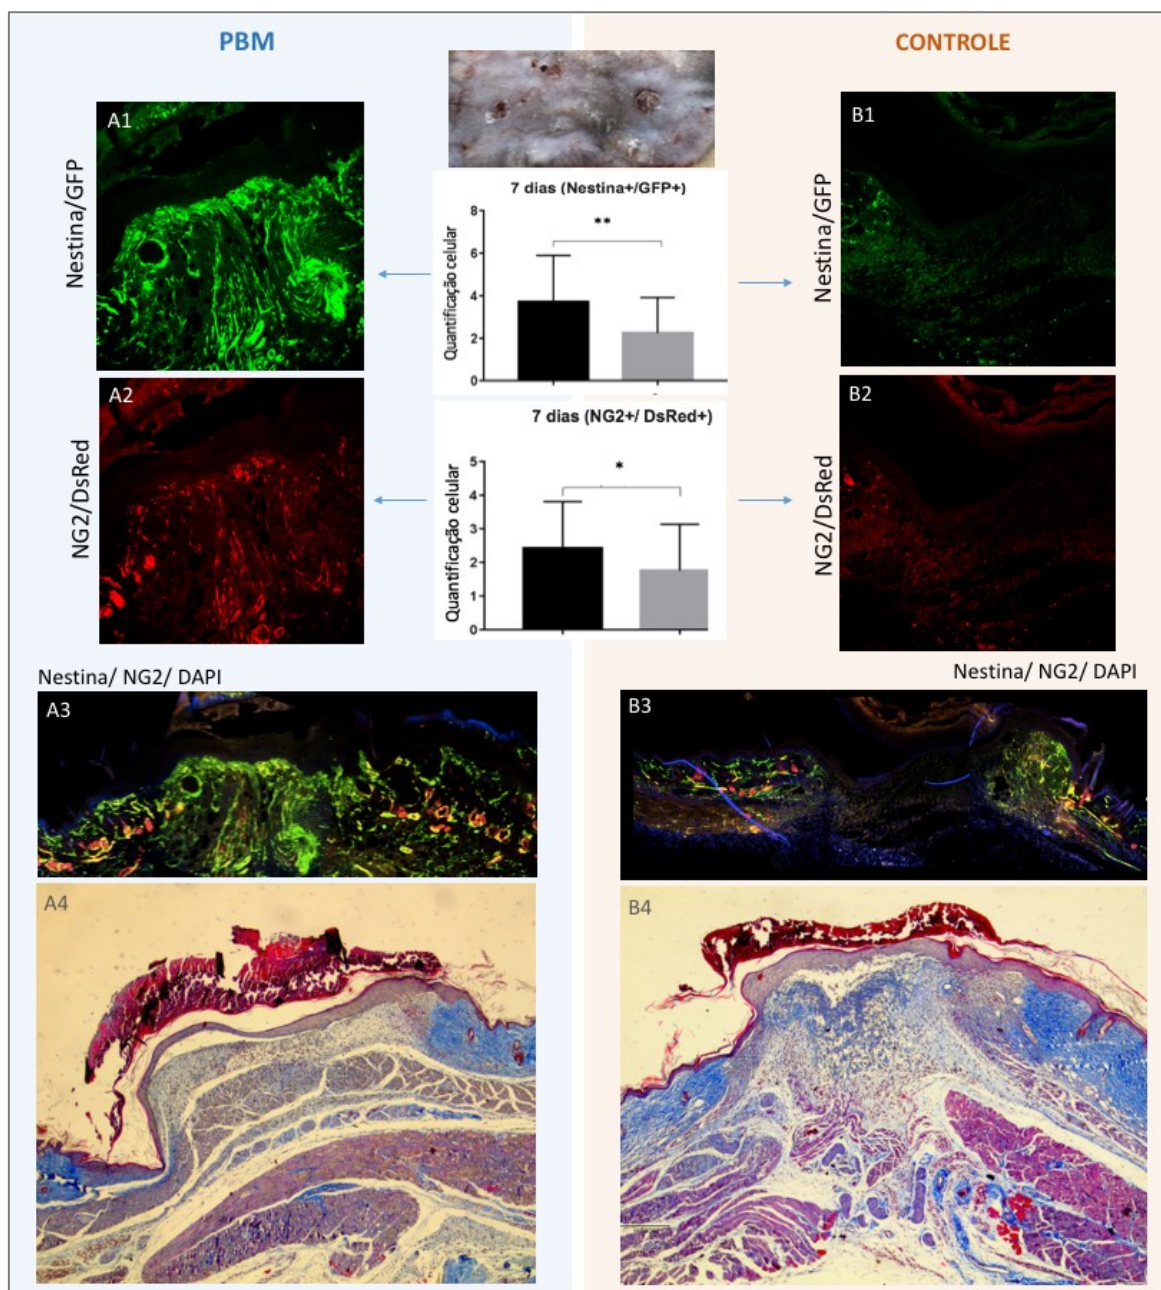 PBM
CONTROLE
A1
Nestina/GFP
7 dias (Nestina+/GFP+)
Quantificação celular
8
6
4
2
0
**
B1
Nestina/GFP
A2
NG2/DsRed
7 dias (NG2+/ DsRed+)
Quantificação celular
5
4
3
2
1
0
*
B2
NG2/DsRed
Nestina/ NG2/ DAPI
Nestina/ NG2/ DAPI
A3
B3
A4
B4